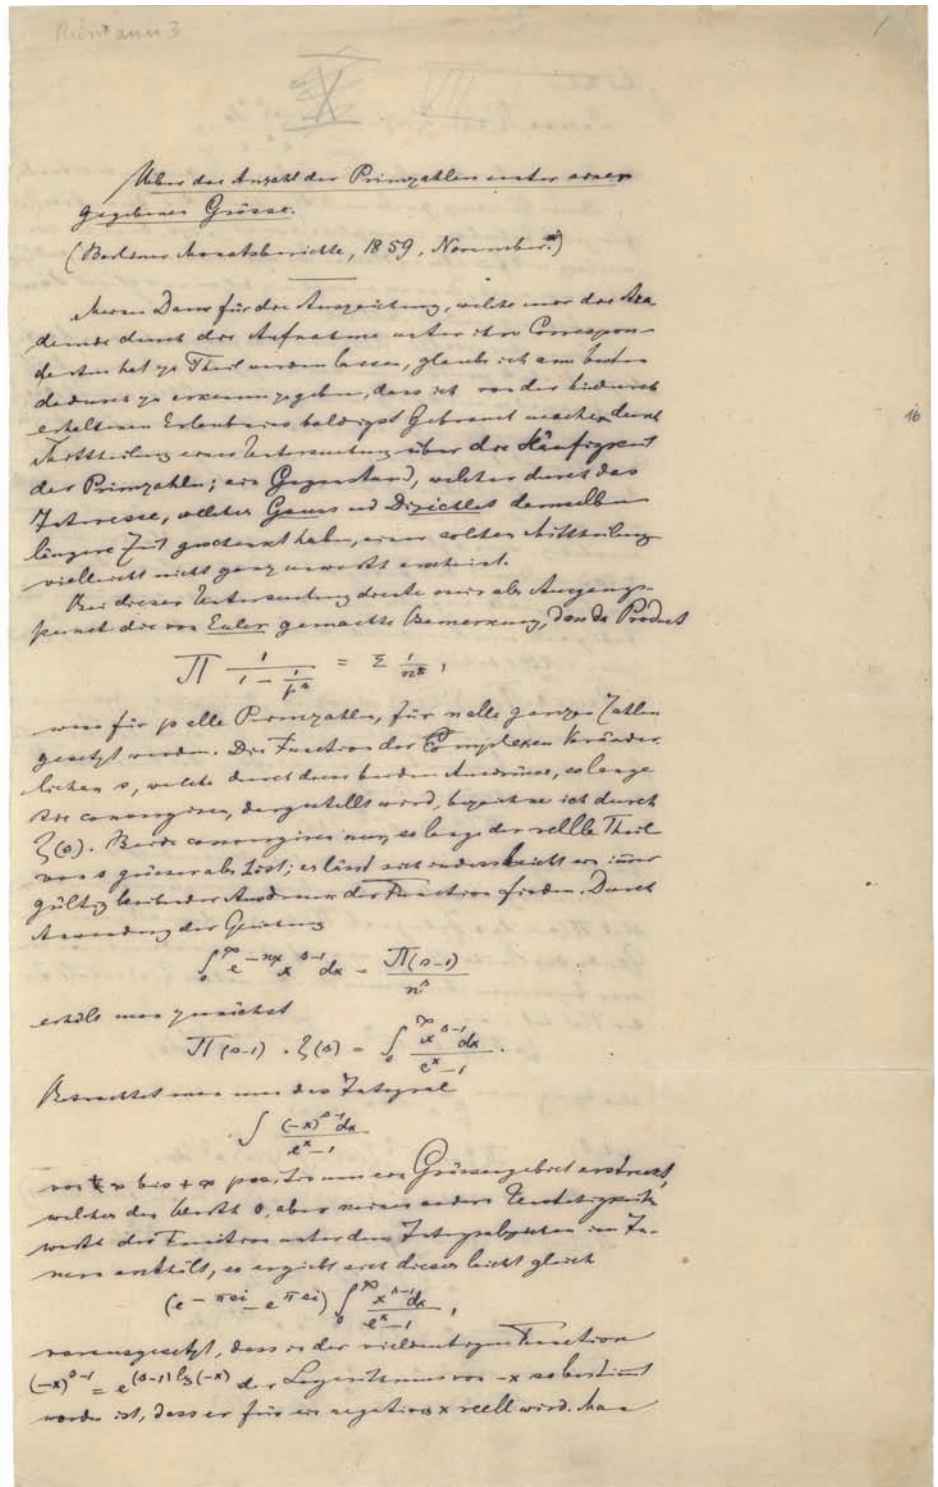 Riemann 3
1
Ueber die Anzahl der Primzahlen unter einer
gegebenen Grösse.
(Berliner Monatsberichte, 1859, November.)
Meinen Dank für die Auszeichnung, welche mir die Aka
demie durch die Aufnahme unter ihre Correspon-
denten hat zu Theil werden lassen, glaube ich am besten
dadurch zu erkennen zu geben, dass ich von der hiedurch
erhaltenen Erlaubniss baldigst Gebrauch mache durch
Mittheilung einer Untersuchung über die Häufigkeit
der Primzahlen; ein Gegenstand, welcher durch das
Interesse, welches Gauss und Dirichlet demselben
längere Zeit geschenkt haben, einer solchen Mittheilung
vielleicht nicht ganz unwerth erscheint.
Bei dieser Untersuchung diente mir als Ausgangs-
punct die von Euler gemachte Bemerkung, dass das Product
∏ 1/(1 − 1/p^s) = Σ 1/n^s,
wenn für p alle Primzahlen, für n alle ganzen Zahlen
gesetzt werden. Die Function der complexen Veränder
lichen s, welche durch diese beiden Ausdrücke, so lange
sie convergiren, dargestellt wird, bezeichne ich durch
ζ(s). Beide convergiren nur, so lange der reelle Theil
von s grösser als 1 ist; es lässt sich indess leicht ein immer
gültig bleibender Ausdruck der Function finden. Durch
Anwendung der Gleichung
∫₀^∞ e^(−nx) x^(s−1) dx = Π(s−1)/n^s
erhält man zunächst
Π(s−1) . ζ(s) = ∫₀^∞ x^(s−1) dx/(e^x − 1).
Betrachtet man nun das Integral
∫ (−x)^(s−1) dx/(e^x − 1)
von ∞ bis + ∞ positiv um ein Grössengebiet erstreckt,
welches den Werth 0, aber keinen andern Unstetigkeits
werth der Function unter dem Integralzeichen im In-
nern enthält, so ergiebt sich dieses leicht gleich
(e^(−πsi) − e^(πsi)) ∫₀^∞ x^(s−1) dx/(e^x − 1),
vorausgesetzt, dass in der vieldeutigen Function
(−x)^(s−1) = e^((s−1) lg(−x)) der Logarithmus von −x so bestimmt
worden ist, dass er für ein negatives x reell wird. Man
16